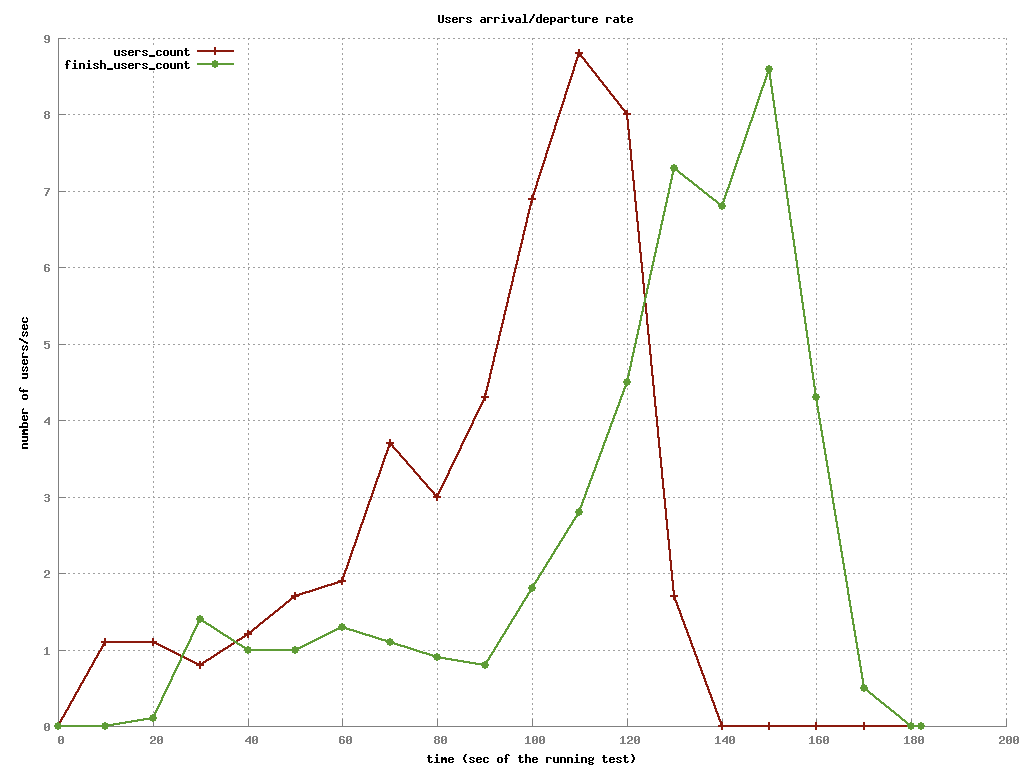 Users arrival/departure rate
users_count
finish_users_count
9
8
7
6
5
4
3
2
1
0
number of users/sec
0 20 40 60 80 100 120 140 160 180 200
time (sec of the running test)